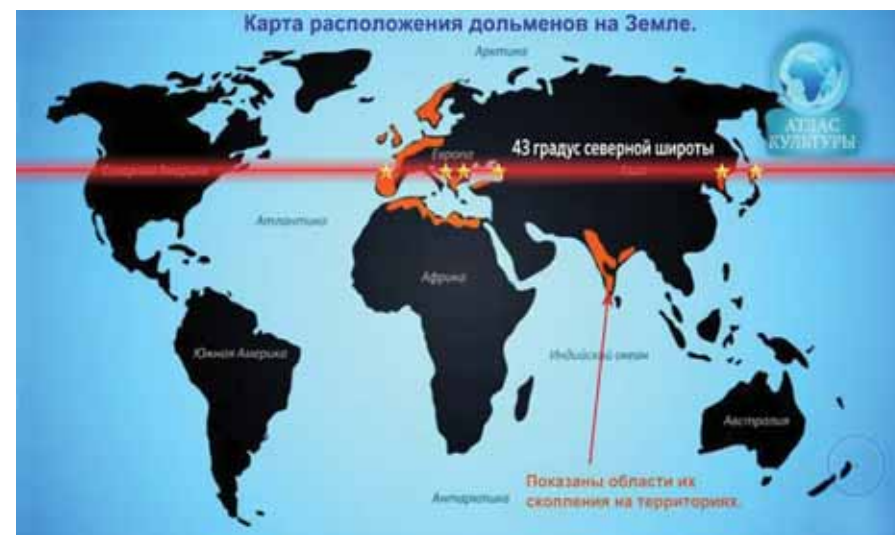 Карта расположения дольменов на Земле.
Арктика
АТЛАС
КУЛЬТУРЫ
Европа
43 градус северной широты
Северная Америка
Азия
Атлантика
Африка
Южная Америка
Индийский океан
Австралия
Показаны области их
скопления на территориях.
Антарктика